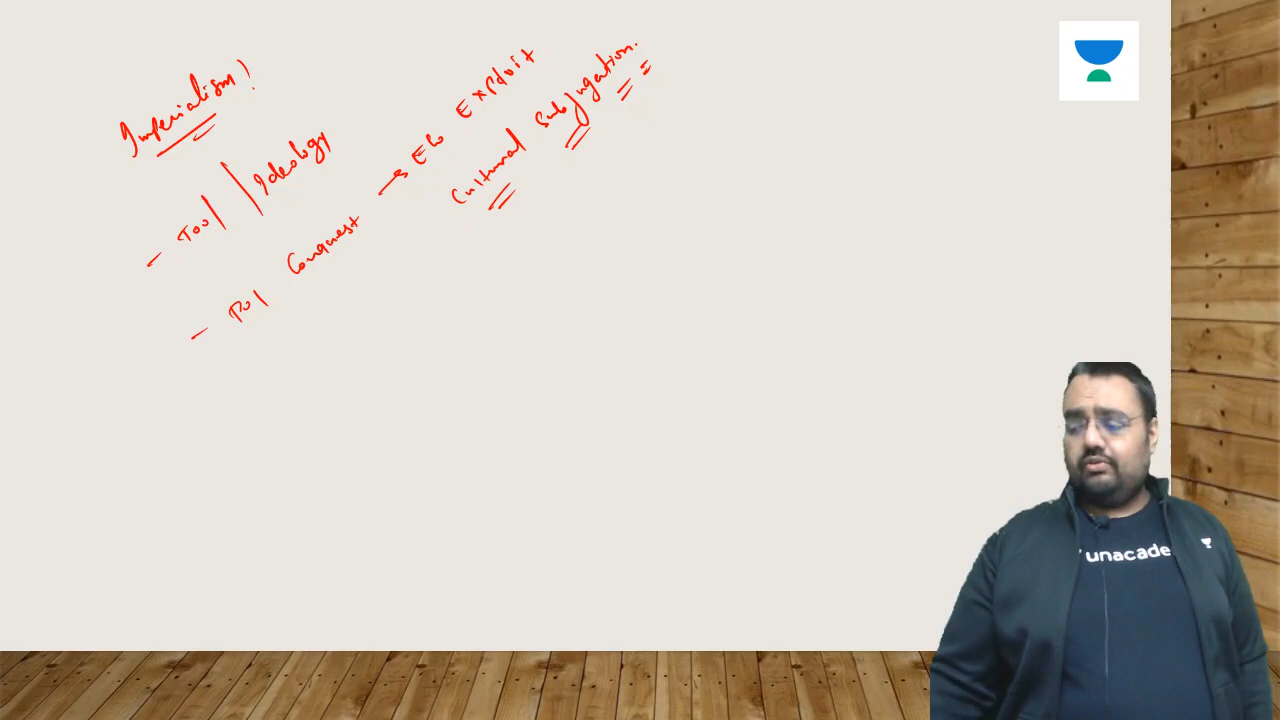 Imperialism?
- Tool | Ideology
- Pol Conquest → Eco Exploit
Cultural Subjugation.
unacade